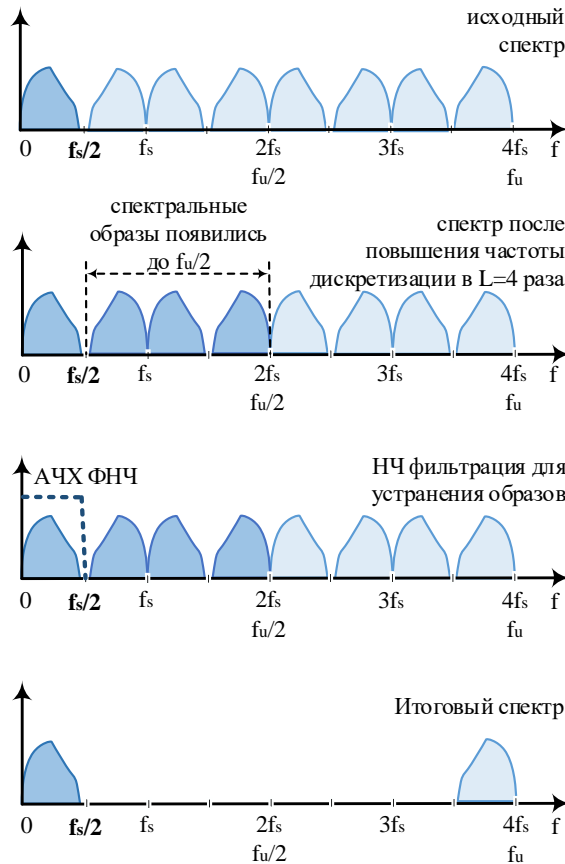 исходный
спектр
0 fs/2 fs 2fs 3fs 4fs f
fu/2 fu
спектральные
образы появились
до fu/2
спектр после
повышения частоты
дискретизации в L=4 раза
0 fs/2 fs 2fs 3fs 4fs f
fu/2 fu
АЧХ ФНЧ
НЧ фильтрация для
устранения образов
0 fs/2 fs 2fs 3fs 4fs f
fu/2 fu
Итоговый спектр
0 fs/2 fs 2fs 3fs 4fs f
fu/2 fu